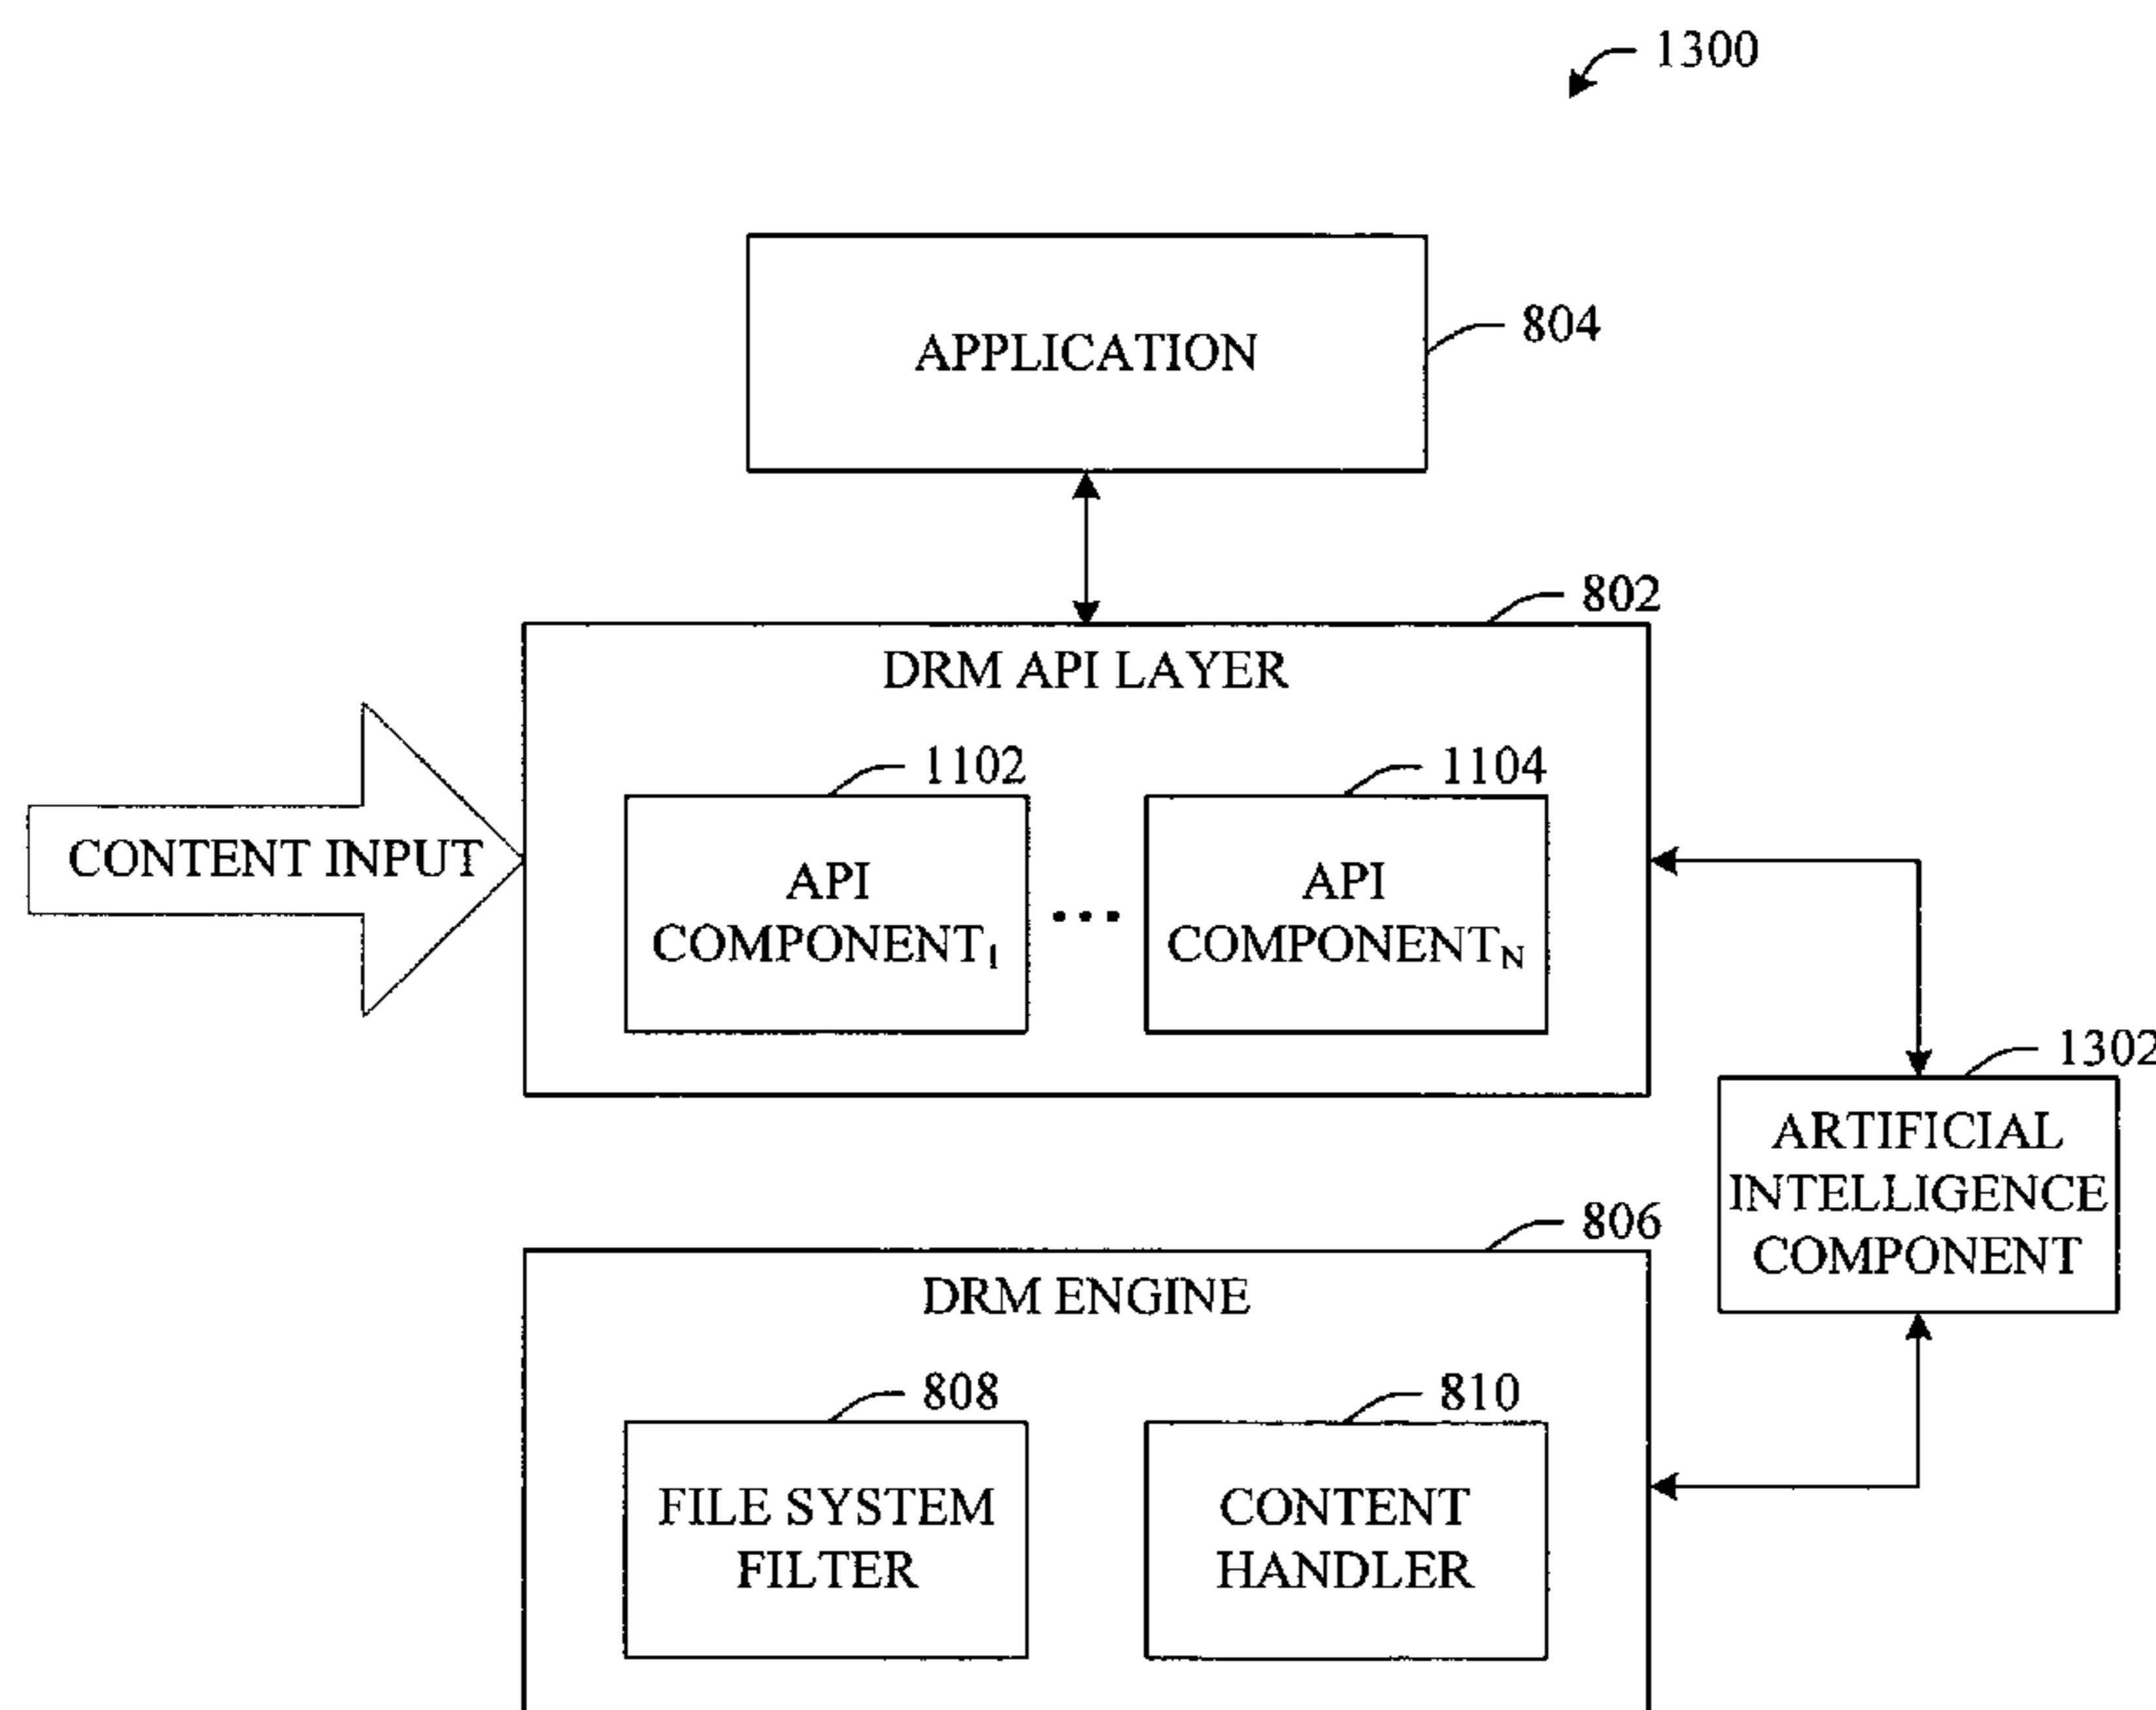 1300
APPLICATION
804
802
DRM API LAYER
1102
1104
CONTENT INPUT
API
COMPONENT₁
...
API
COMPONENTN
1302
ARTIFICIAL
INTELLIGENCE
COMPONENT
806
DRM ENGINE
808
810
FILE SYSTEM
FILTER
CONTENT
HANDLER